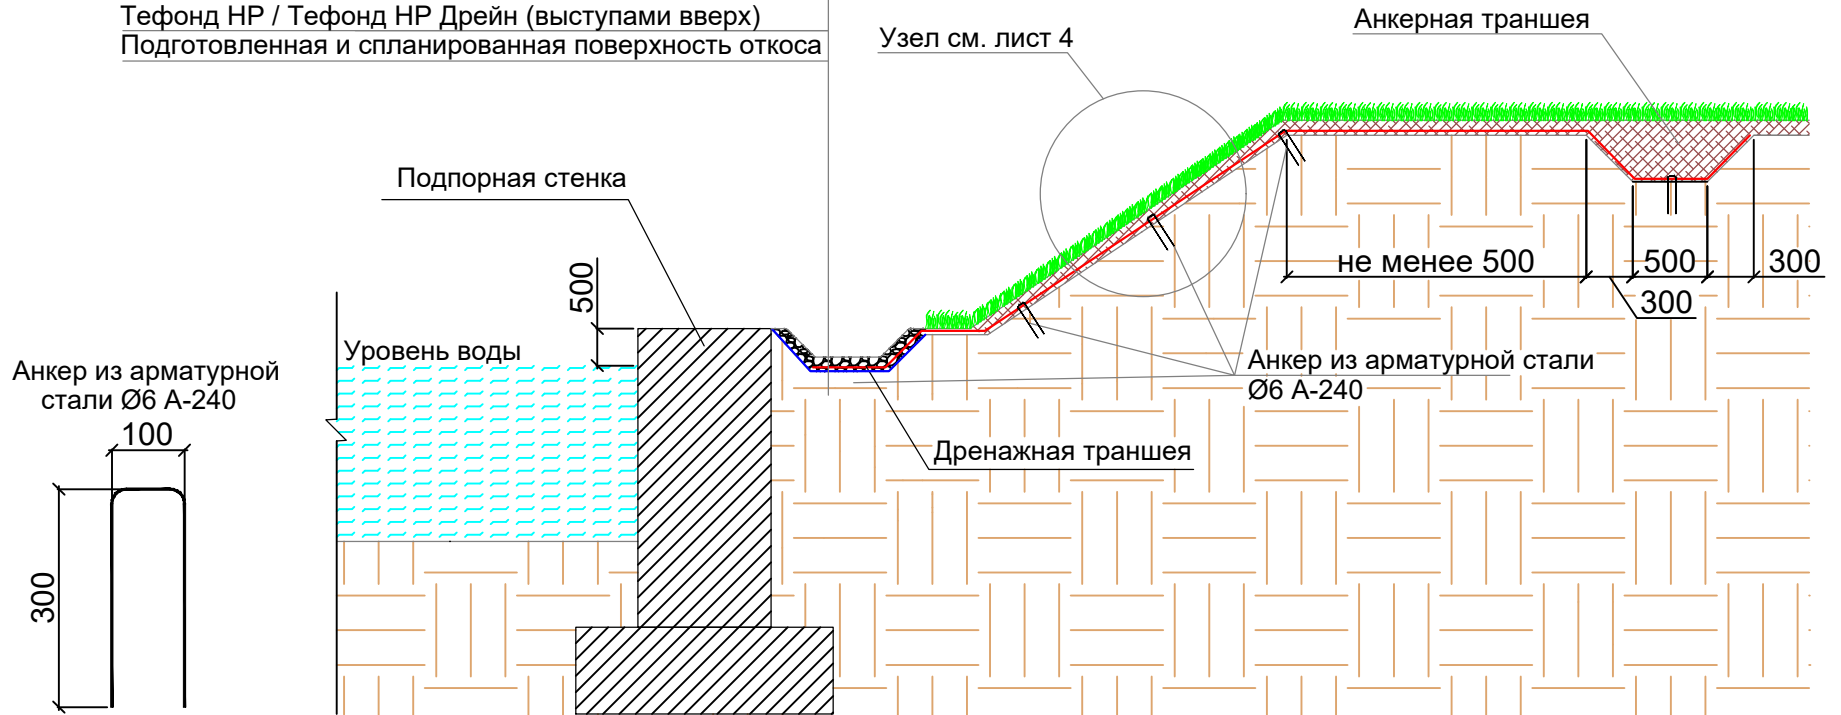 Тефонд НР / Тефонд НР Дрейн (выступами вверх)
Подготовленная и спланированная поверхность откоса
Узел см. лист 4
Анкерная траншея
Подпорная стенка
500
не менее 500
500
300
300
Уровень воды
Анкер из арматурной
стали Ø6 А-240
100
300
Анкер из арматурной стали
Ø6 А-240
Дренажная траншея